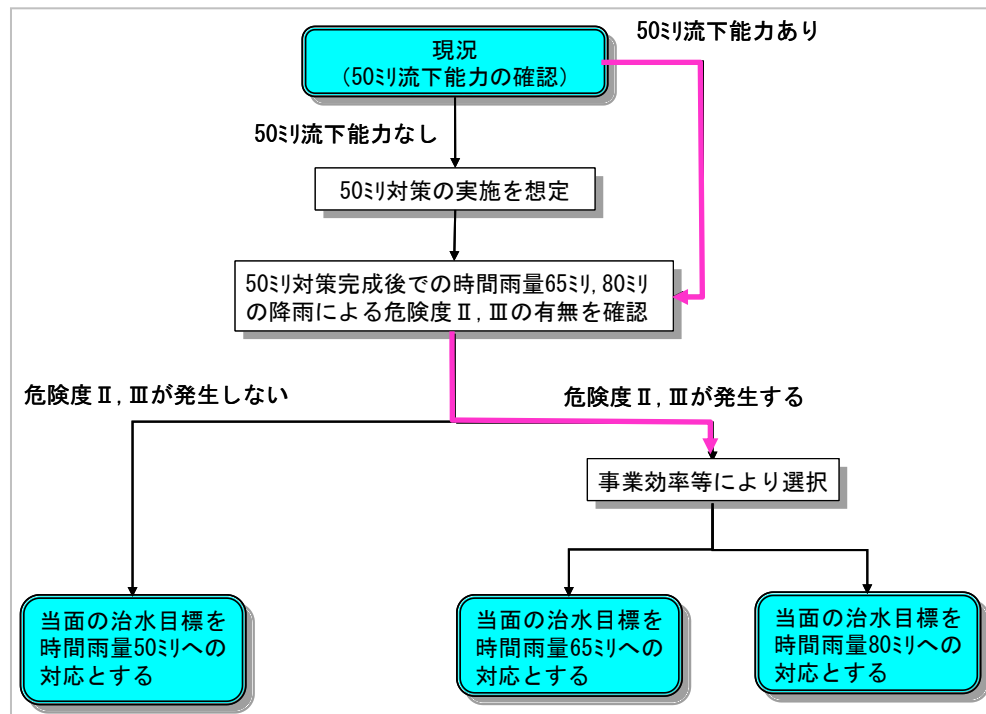 50ﾐﾘ流下能力あり
現況
(50ﾐﾘ流下能力の確認)
50ﾐﾘ流下能力なし
50ﾐﾘ対策の実施を想定
50ﾐﾘ対策完成後での時間雨量65ﾐﾘ,80ﾐﾘ
の降雨による危険度Ⅱ,Ⅲの有無を確認
危険度Ⅱ,Ⅲが発生しない
危険度Ⅱ,Ⅲが発生する
事業効率等により選択
当面の治水目標を
時間雨量50ﾐﾘへの
対応とする
当面の治水目標を
時間雨量65ﾐﾘへの
対応とする
当面の治水目標を
時間雨量80ﾐﾘへの
対応とする